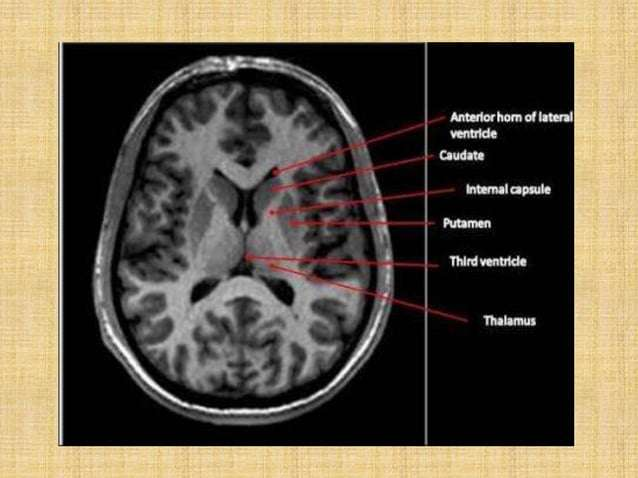 Anterior horn of lateral
ventricle
Caudate
Internal capsule
Putamen
Third ventricle
Thalamus